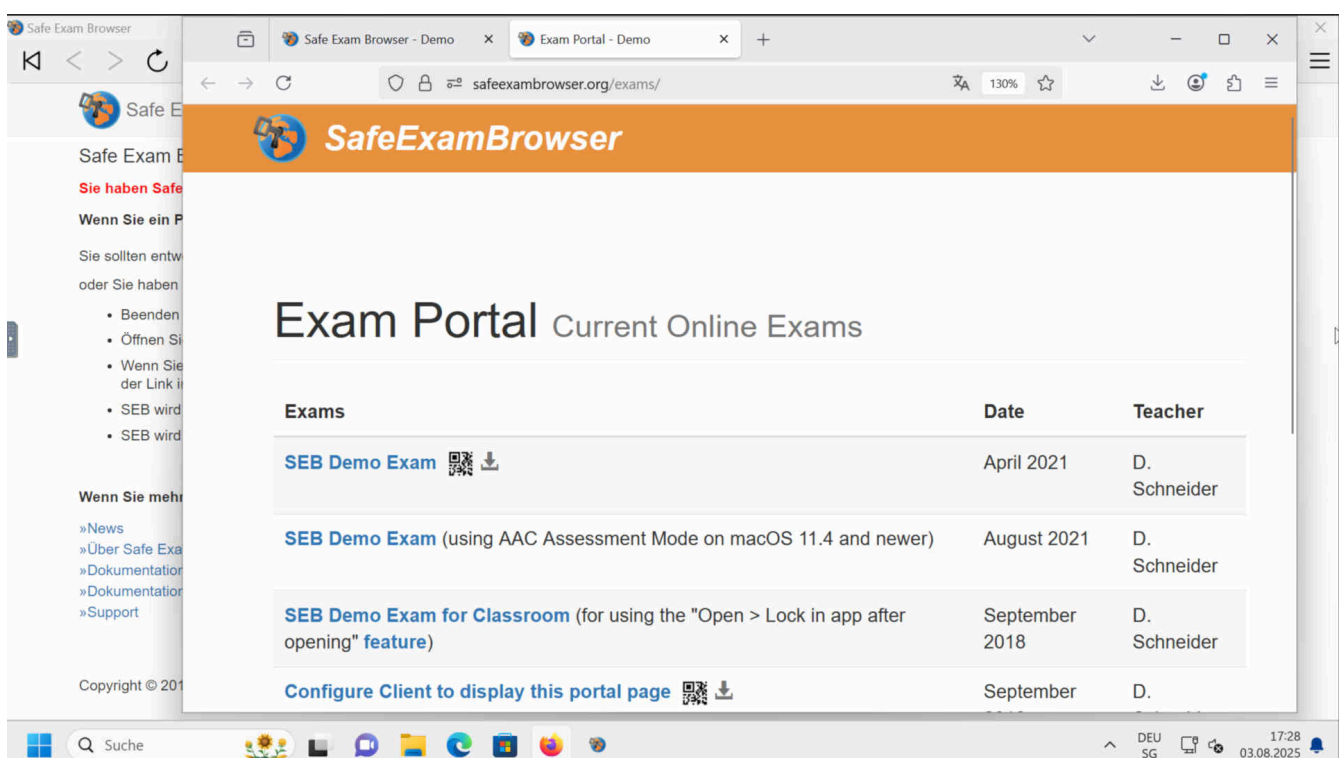 Safe Exam Browser
Safe Exam Browser - Demo
Exam Portal - Demo
safeexambrowser.org/exams/
130%
Safe E
SafeExamBrowser
Safe Exam
Sie haben Safe
Wenn Sie ein P
Sie sollten entw
oder Sie haben
• Beenden
• Öffnen Si
• Wenn Sie
der Link i
• SEB wird
• SEB wird
Wenn Sie mehr
»News
»Über Safe Exa
»Dokumentation
»Dokumentation
»Support
Copyright © 201
Exam Portal Current Online Exams
Exams Date Teacher
SEB Demo Exam April 2021 D.
Schneider
SEB Demo Exam (using AAC Assessment Mode on macOS 11.4 and newer) August 2021 D.
Schneider
SEB Demo Exam for Classroom (for using the "Open > Lock in app after September D.
opening" feature) 2018 Schneider
Configure Client to display this portal page September D.
Suche
DEU
SG
17:28
03.08.2025